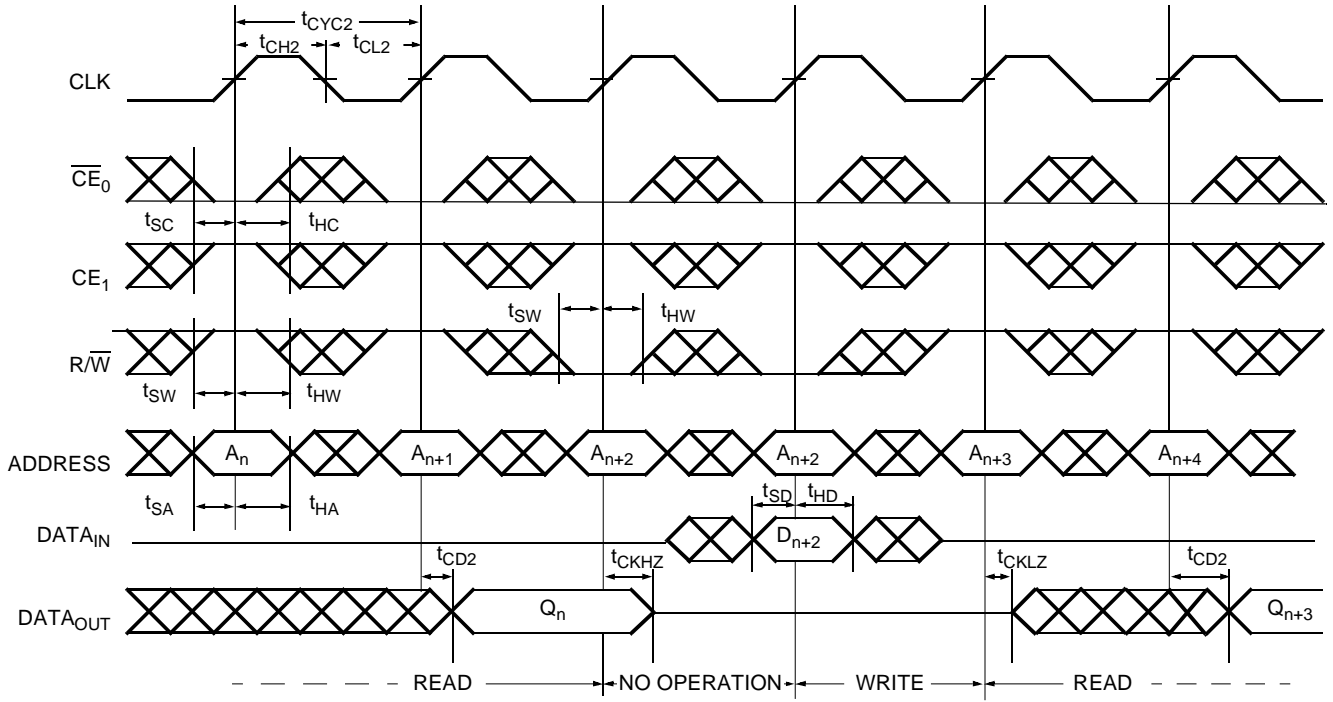 tCYC2
tCH2 tCL2
CLK
CE0
tSC tHC
CE1
tSW tHW
R/W
tSW tHW
ADDRESS An An+1 An+2 An+2 An+3 An+4
tSA tHA tSD tHD
DATAIN Dn+2
tCD2 tCKHZ tCKLZ tCD2
DATAOUT Qn Qn+3
READ NO OPERATION WRITE READ